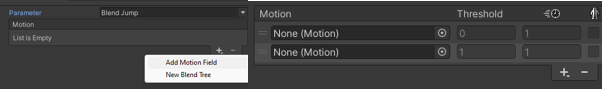 Parameter Blend Jump
Motion
List is Empty
Add Motion Field
New Blend Tree
Motion Threshold
None (Motion) 0 1
None (Motion) 1 1